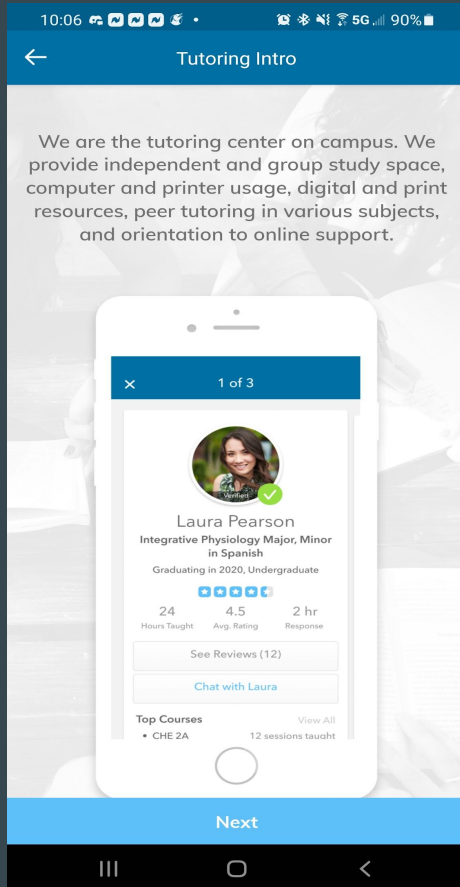 10:06
5G
90%
Tutoring Intro
We are the tutoring center on campus. We
provide independent and group study space,
computer and printer usage, digital and print
resources, peer tutoring in various subjects,
and orientation to online support.
1 of 3
Verified
Laura Pearson
Integrative Physiology Major, Minor
in Spanish
Graduating in 2020, Undergraduate
24 4.5 2 hr
Hours Taught Avg. Rating Response
See Reviews (12)
Chat with Laura
Top Courses View All
• CHE 2A 12 sessions taught
Next